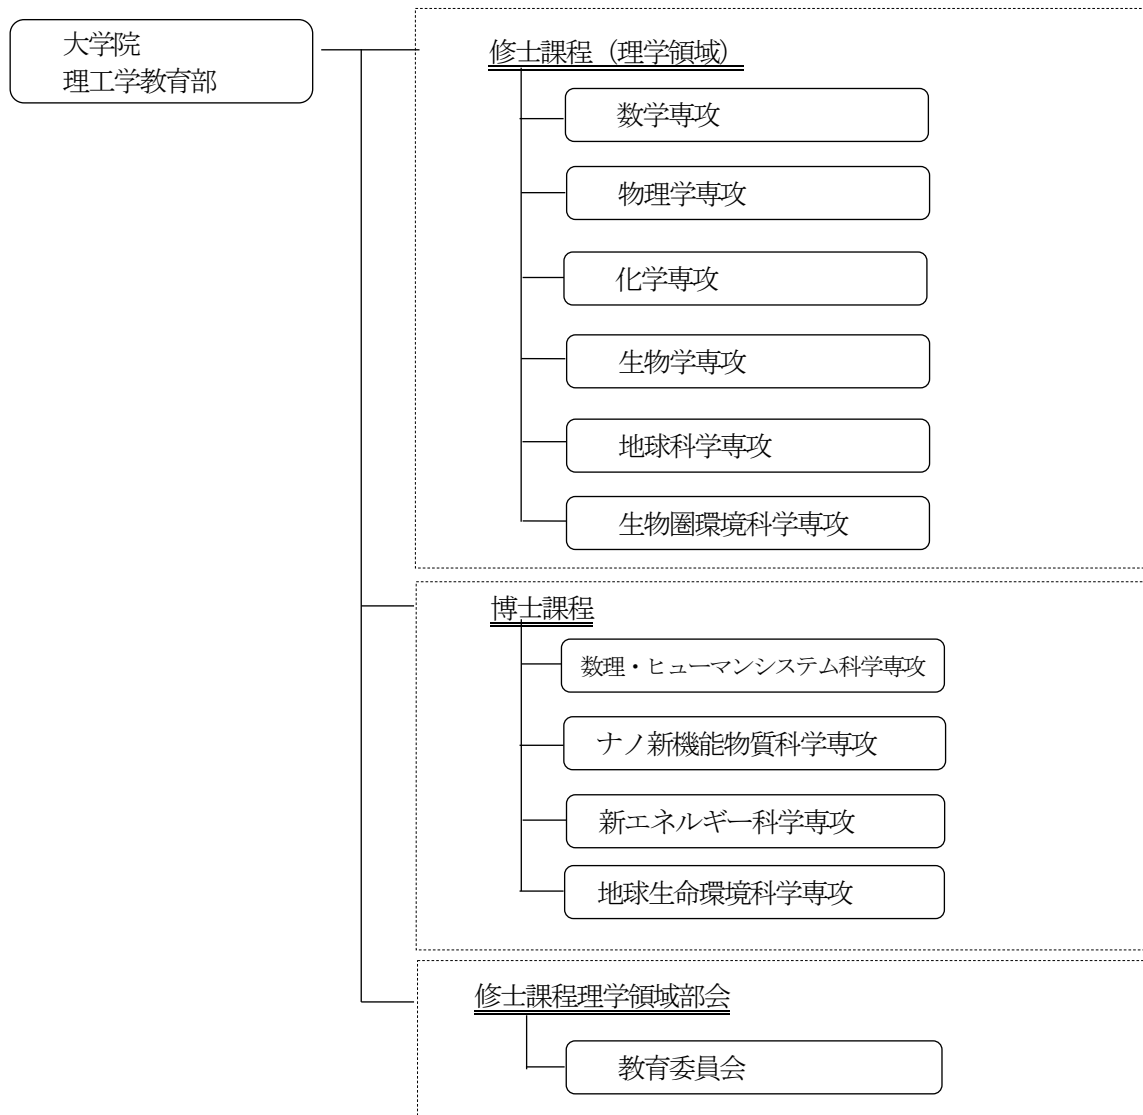 大学院
理工学教育部
修士課程（理学領域）
数学専攻
物理学専攻
化学専攻
生物学専攻
地球科学専攻
生物圏環境科学専攻
博士課程
数理・ヒューマンシステム科学専攻
ナノ新機能物質科学専攻
新エネルギー科学専攻
地球生命環境科学専攻
修士課程理学領域部会
教育委員会